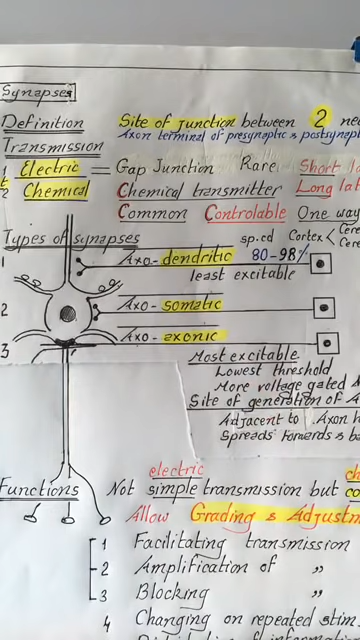 Synapses
Definition Site of junction between 2
Axon terminal of presynaptic &
Transmission
1 Electric = Gap Junction Rare Short
2 Chemical Chemical transmitter Long
Common Controlable One way
Types of synapses sp.cd Cortex <
1 Axo-dendritic 80-98%
least excitable
2 Axo-somatic
3 Axo-axonic
Most excitable
Lowest threshold
More voltage gated
Site of generation of A
Adjacent to Axon
Spreads forwards &
electric
Functions Not simple transmission but
Allow Grading &
1 Facilitating transmission
2 Amplification of "
3 Blocking "
4 Changing on repeated